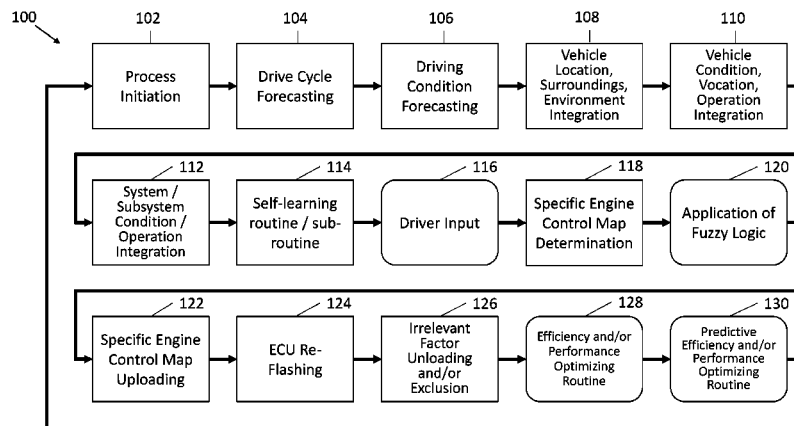 100
102
104
106
108
110
Process
Initiation
Drive Cycle
Forecasting
Driving
Condition
Forecasting
Vehicle
Location,
Surroundings,
Environment
Integration
Vehicle
Condition,
Vocation,
Operation
Integration
112
114
116
118
120
System /
Subsystem
Condition /
Operation
Integration
Self-learning
routine / sub-
routine
Driver Input
Specific Engine
Control Map
Determination
Application of
Fuzzy Logic
122
124
126
128
130
Specific Engine
Control Map
Uploading
ECU Re-
Flashing
Irrelevant
Factor
Unloading
and/or
Exclusion
Efficiency and/or
Performance
Optimizing
Routine
Predictive
Efficiency and/or
Performance
Optimizing
Routine